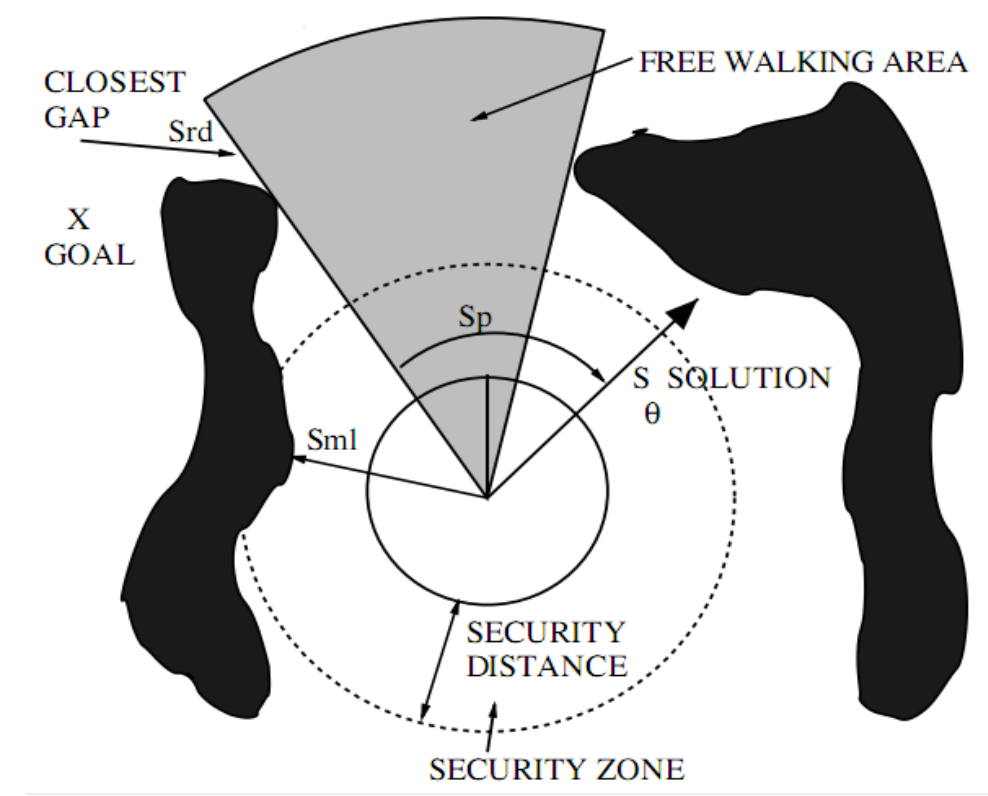 FREE WALKING AREA
CLOSEST
GAP
Srd
X
GOAL
Sp
S SOLUTION
θ
Sml
SECURITY
DISTANCE
SECURITY ZONE